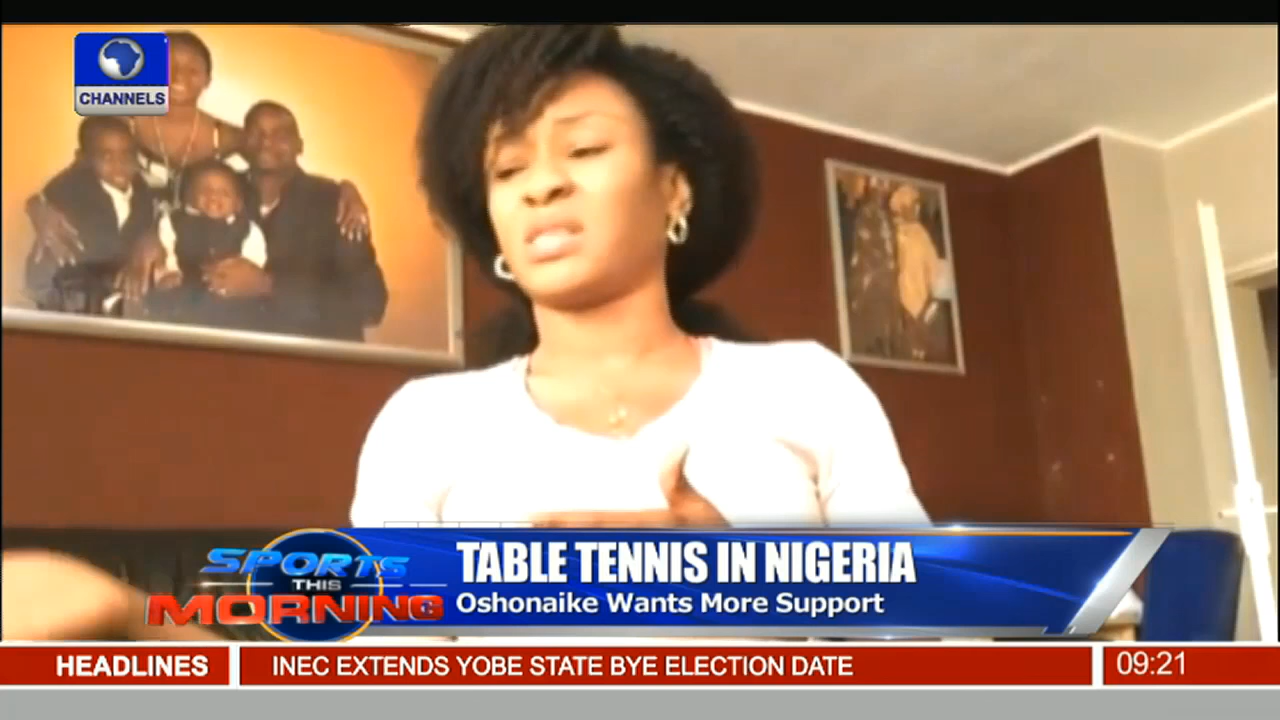 CHANNELS
SPORTS
THIS
MORNING
TABLE TENNIS IN NIGERIA
Oshonaike Wants More Support
HEADLINES
INEC EXTENDS YOBE STATE BYE ELECTION DATE
09:21